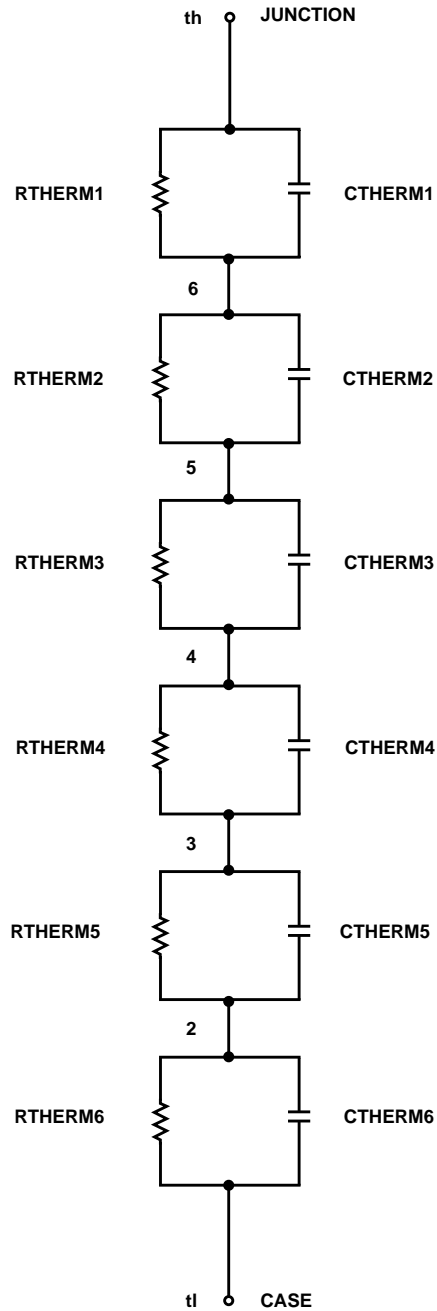 th JUNCTION
RTHERM1 CTHERM1
6
RTHERM2 CTHERM2
5
RTHERM3 CTHERM3
4
RTHERM4 CTHERM4
3
RTHERM5 CTHERM5
2
RTHERM6 CTHERM6
tl CASE